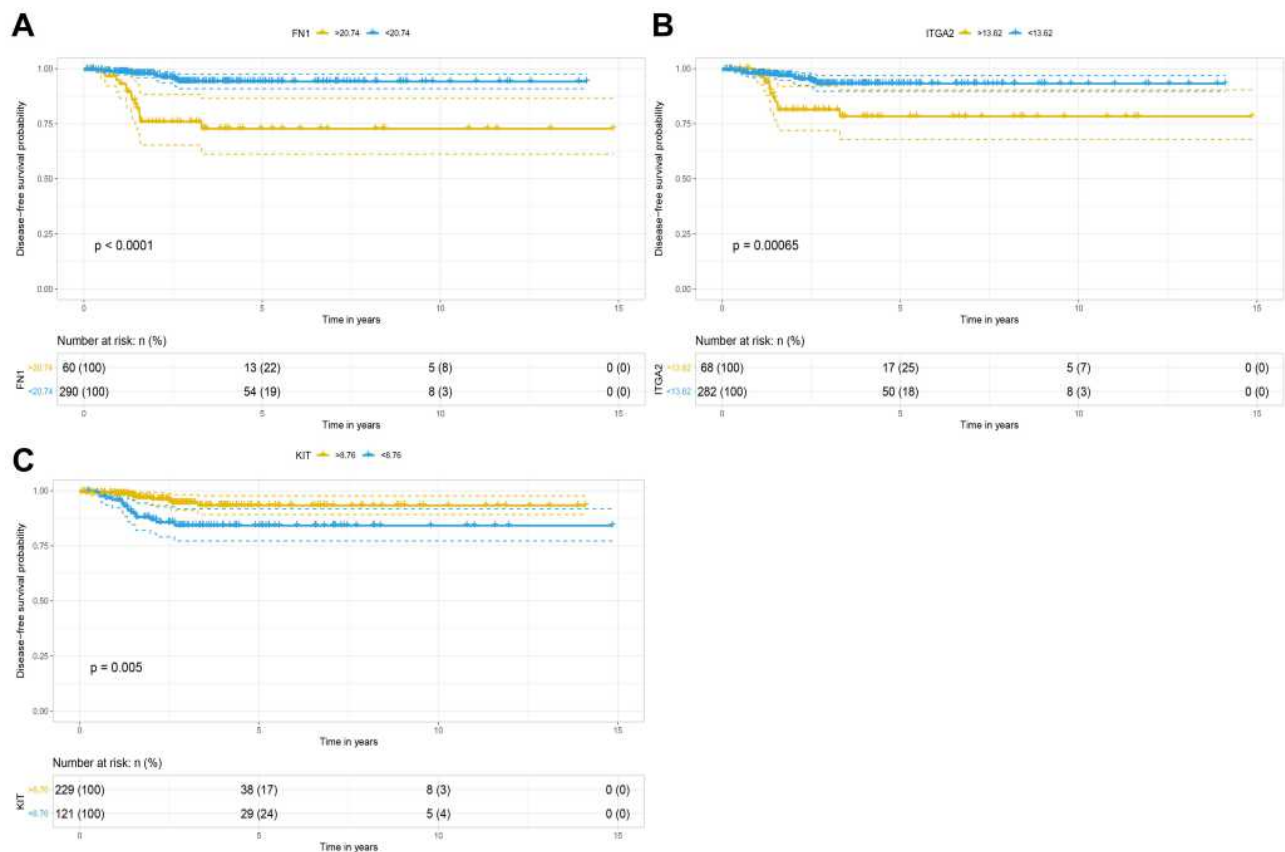 A
FN1 >20.74 <20.74
Disease-free survival probability
1.00
0.75
0.50
0.25
0.00
p < 0.0001
0 5 10 15
Time in years
Number at risk: n (%)
FN1
>20.74 60 (100) 13 (22) 5 (8) 0 (0)
<20.74 290 (100) 54 (19) 8 (3) 0 (0)
0 5 10 15
Time in years
B
ITGA2 >13.62 <13.62
Disease-free survival probability
1.00
0.75
0.50
0.25
0.00
p = 0.00065
0 5 10 15
Time in years
Number at risk: n (%)
ITGA2
>13.62 68 (100) 17 (25) 5 (7) 0 (0)
<13.62 282 (100) 50 (18) 8 (3) 0 (0)
0 5 10 15
Time in years
C
KIT >8.76 <8.76
Disease-free survival probability
1.00
0.75
0.50
0.25
0.00
p = 0.005
0 5 10 15
Time in years
Number at risk: n (%)
KIT
>8.76 229 (100) 38 (17) 8 (3) 0 (0)
<8.76 121 (100) 29 (24) 5 (4) 0 (0)
0 5 10 15
Time in years